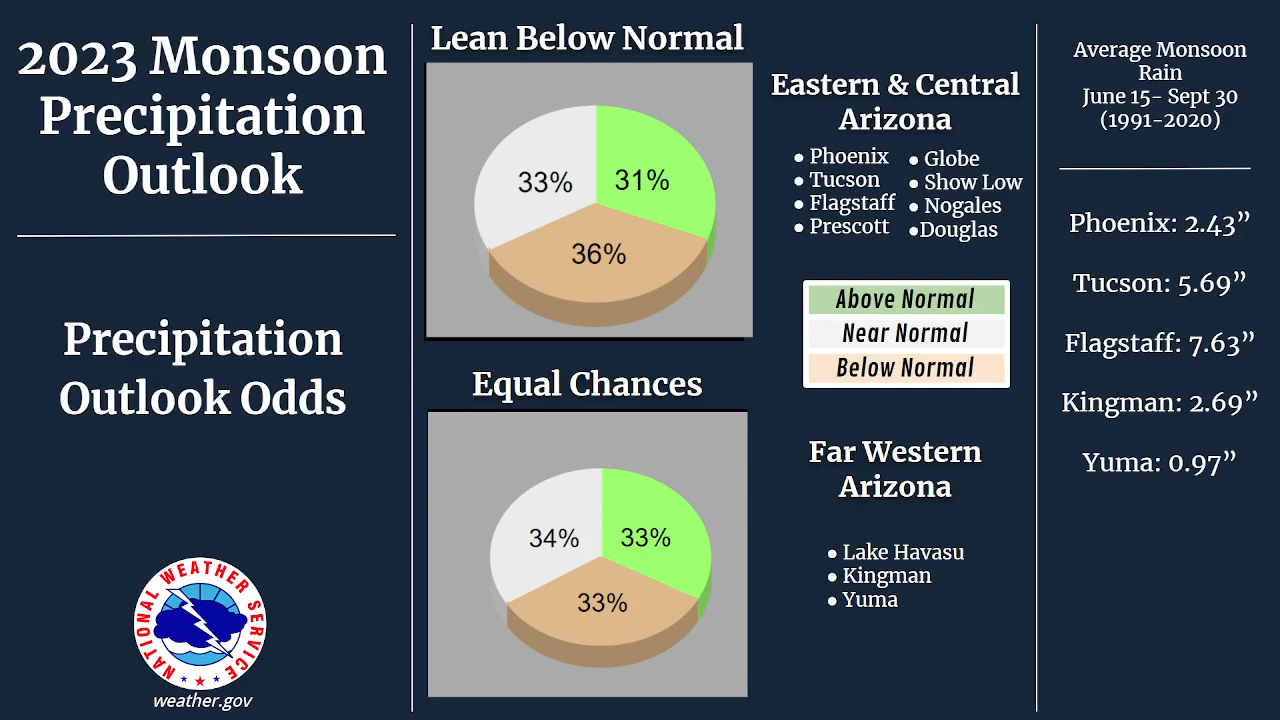 2023 Monsoon
Precipitation
Outlook
Precipitation
Outlook Odds
NATIONAL WEATHER SERVICE
weather.gov
Lean Below Normal
33%
31%
36%
Equal Chances
34%
33%
33%
Eastern & Central
Arizona
● Phoenix
● Tucson
● Flagstaff
● Prescott
● Globe
● Show Low
● Nogales
●Douglas
Above Normal
Near Normal
Below Normal
Far Western
Arizona
● Lake Havasu
● Kingman
● Yuma
Average Monsoon
Rain
June 15- Sept 30
(1991-2020)
Phoenix: 2.43”
Tucson: 5.69”
Flagstaff: 7.63”
Kingman: 2.69”
Yuma: 0.97”